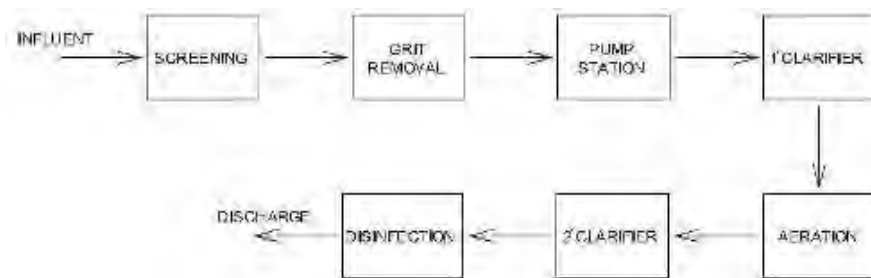 INFLUENT
SCREENING
GRIT
REMOVAL
PUMP
STATION
1° CLARIFIER
AERATION
2° CLARIFIER
DISINFECTION
DISCHARGE